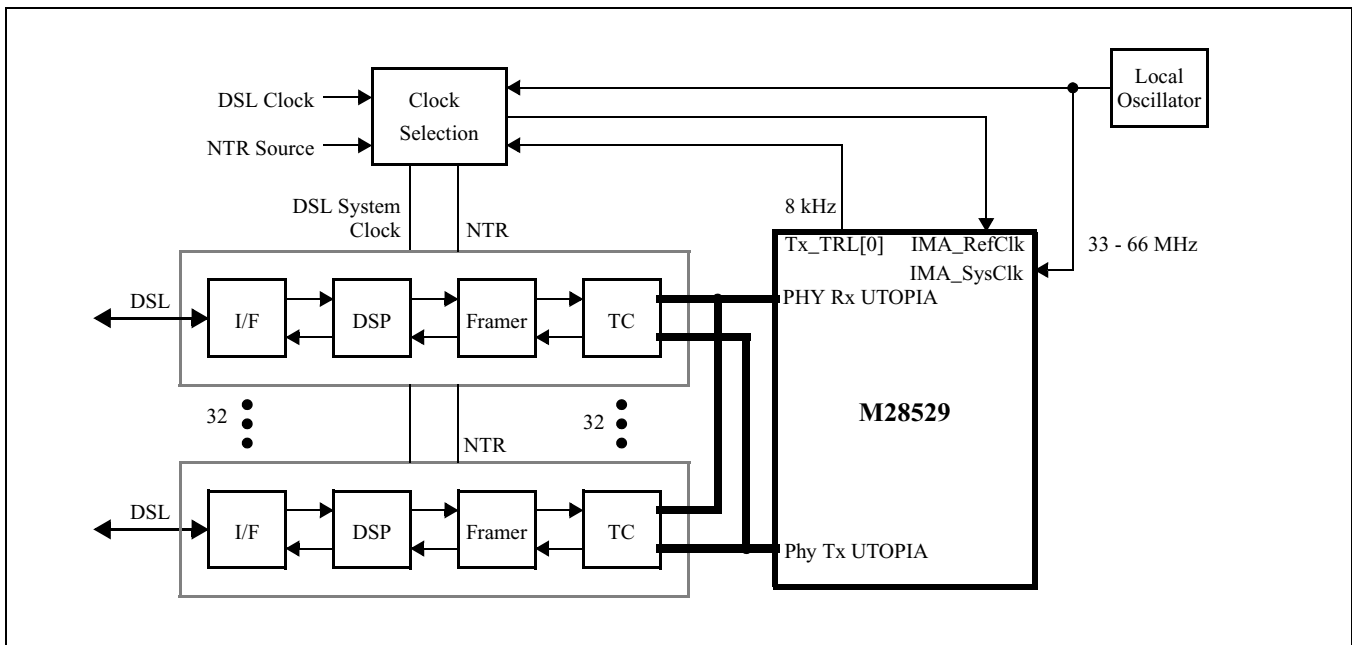 Local
Oscillator
DSL Clock
Clock
Selection
NTR Source
DSL System
Clock
NTR
8 kHz
Tx_TRL[0]
IMA_RefClk
33 - 66 MHz
IMA_SysClk
DSL
I/F
DSP
Framer
TC
PHY Rx UTOPIA
M28529
32
32
NTR
DSL
I/F
DSP
Framer
TC
Phy Tx UTOPIA